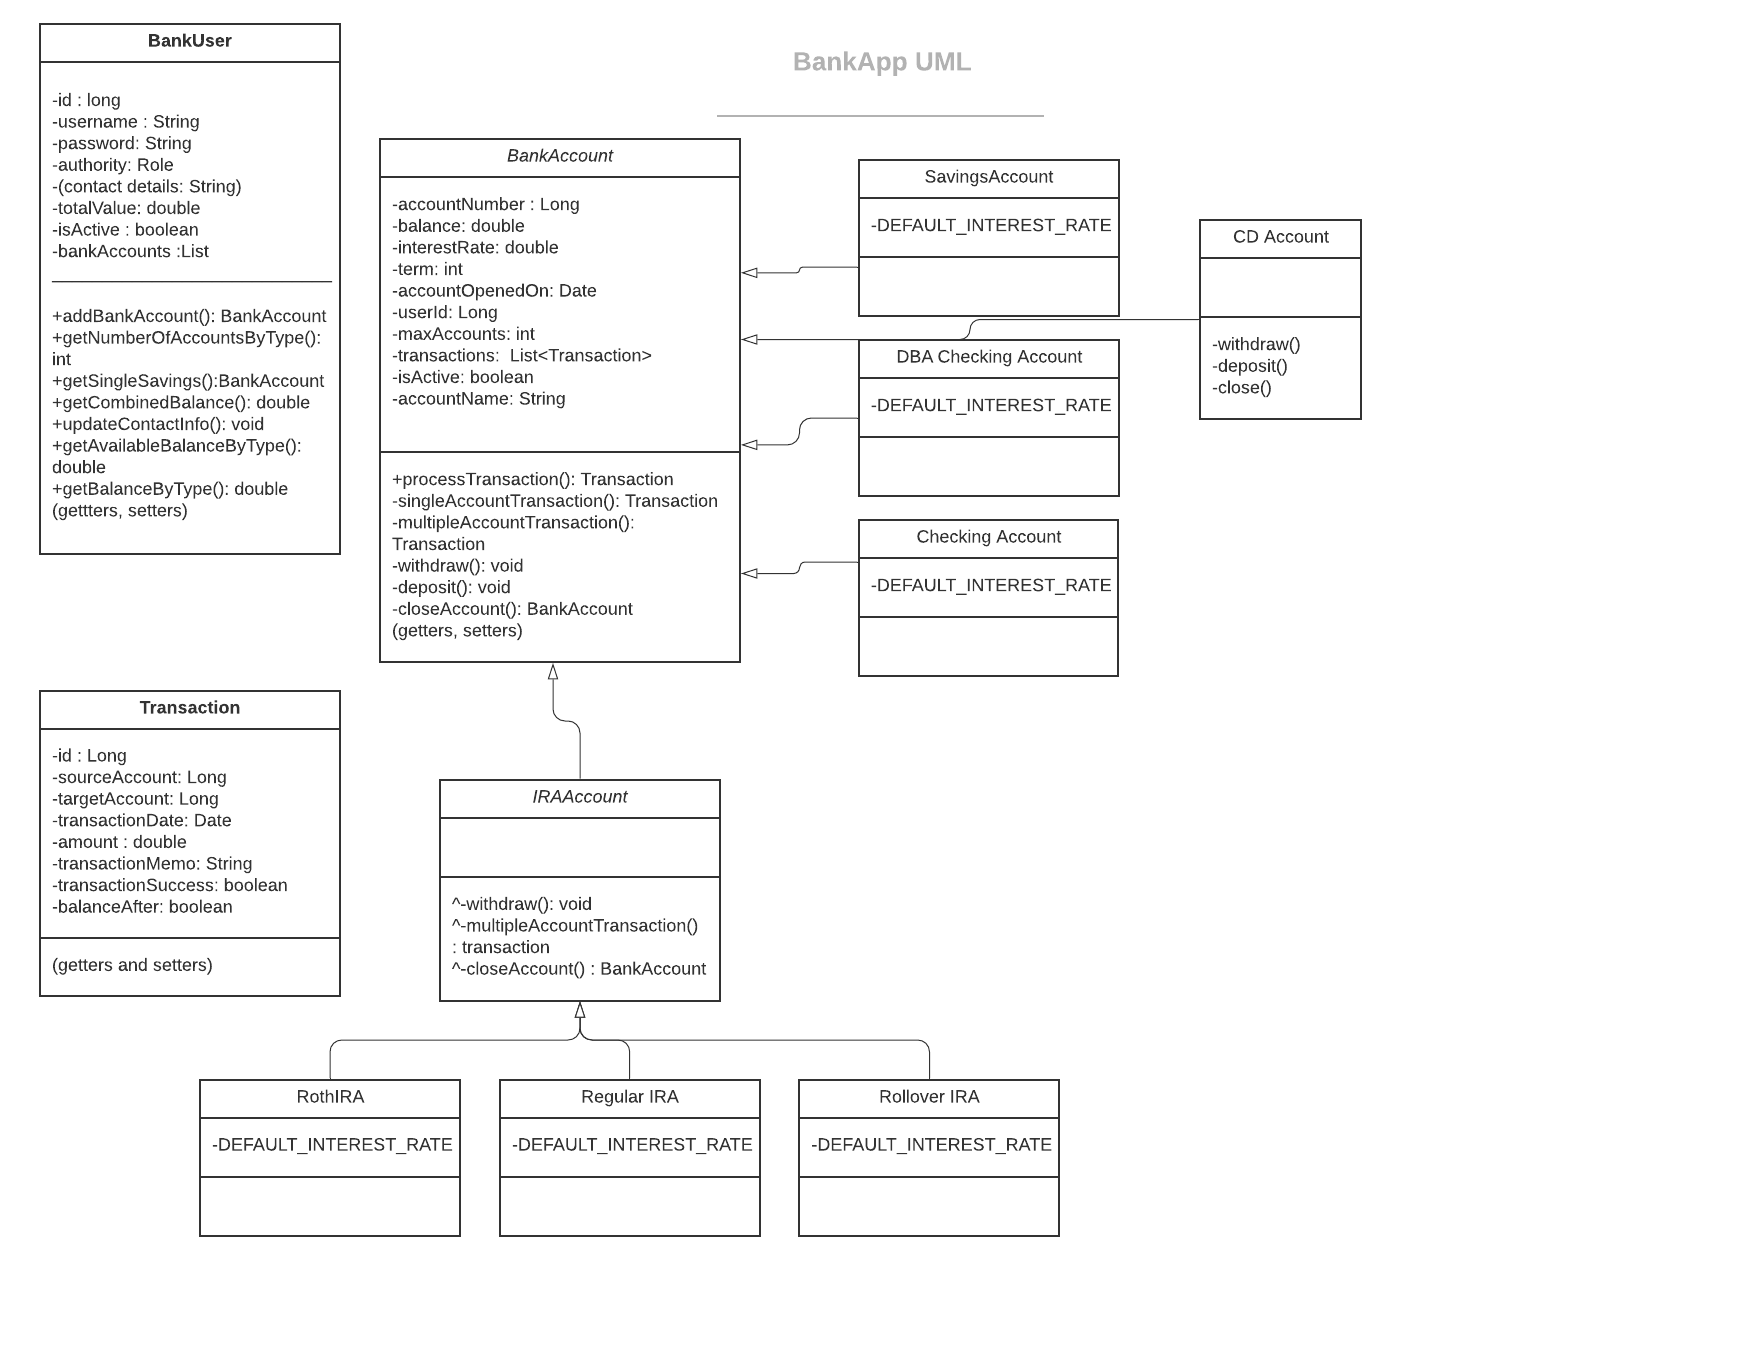 BankApp UML
BankUser
-id : long
-username : String
-password: String
-authority: Role
-(contact details: String)
-totalValue: double
-isActive : boolean
-bankAccounts :List
+addBankAccount(): BankAccount
+getNumberOfAccountsByType():
int
+getSingleSavings():BankAccount
+getCombinedBalance(): double
+updateContactInfo(): void
+getAvailableBalanceByType():
double
+getBalanceByType(): double
(gettters, setters)
BankAccount
-accountNumber : Long
-balance: double
-interestRate: double
-term: int
-accountOpenedOn: Date
-userId: Long
-maxAccounts: int
-transactions:  List<Transaction>
-isActive: boolean
-accountName: String
+processTransaction(): Transaction
-singleAccountTransaction(): Transaction
-multipleAccountTransaction():
Transaction
-withdraw(): void
-deposit(): void
-closeAccount(): BankAccount
(getters, setters)
SavingsAccount
-DEFAULT_INTEREST_RATE
CD Account
-withdraw()
-deposit()
-close()
DBA Checking Account
-DEFAULT_INTEREST_RATE
Checking Account
-DEFAULT_INTEREST_RATE
Transaction
-id : Long
-sourceAccount: Long
-targetAccount: Long
-transactionDate: Date
-amount : double
-transactionMemo: String
-transactionSuccess: boolean
-balanceAfter: boolean
(getters and setters)
IRAAccount
^-withdraw(): void
^-multipleAccountTransaction()
: transaction
^-closeAccount() : BankAccount
RothIRA
-DEFAULT_INTEREST_RATE
Regular IRA
-DEFAULT_INTEREST_RATE
Rollover IRA
-DEFAULT_INTEREST_RATE